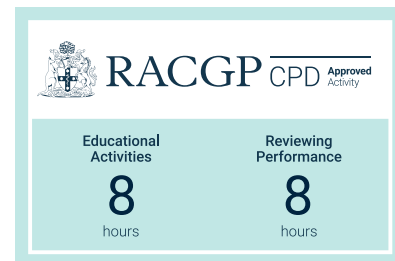 RACGP CPD Approved Activity
Educational Activities
8
hours
Reviewing Performance
8
hours